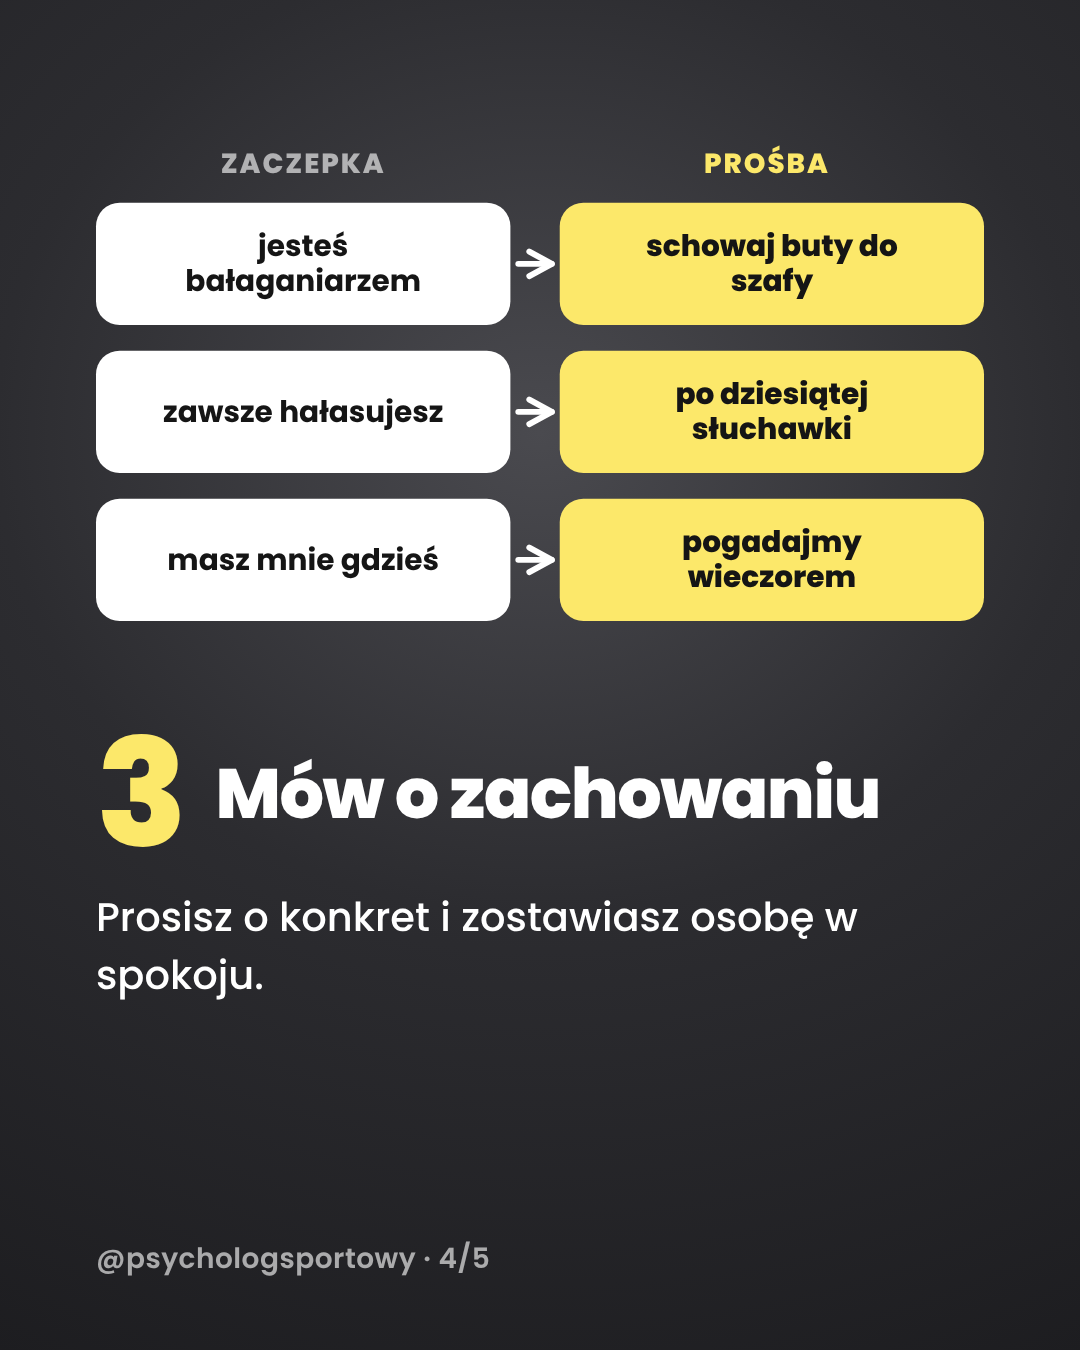 ZACZEPKA
PROŚBA
jesteś
bałaganiarzem
schowaj buty do
szafy
zawsze hałasujesz
po dziesiątej
słuchawki
masz mnie gdzieś
pogadajmy
wieczorem
3 Mów o zachowaniu
Prosisz o konkret i zostawiasz osobę w
spokoju.
@psychologsportowy · 4/5